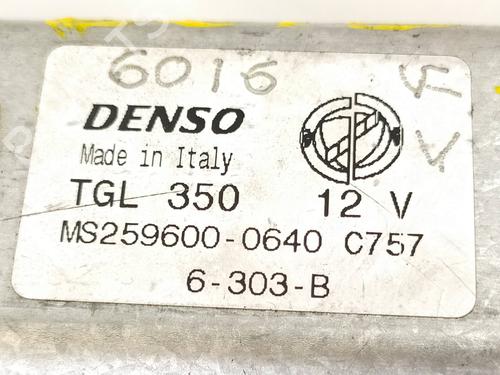 6016 V
DENSO
V
Made in Italy
TGL 350 12 V
MS259600-0640 C757
6-303-B